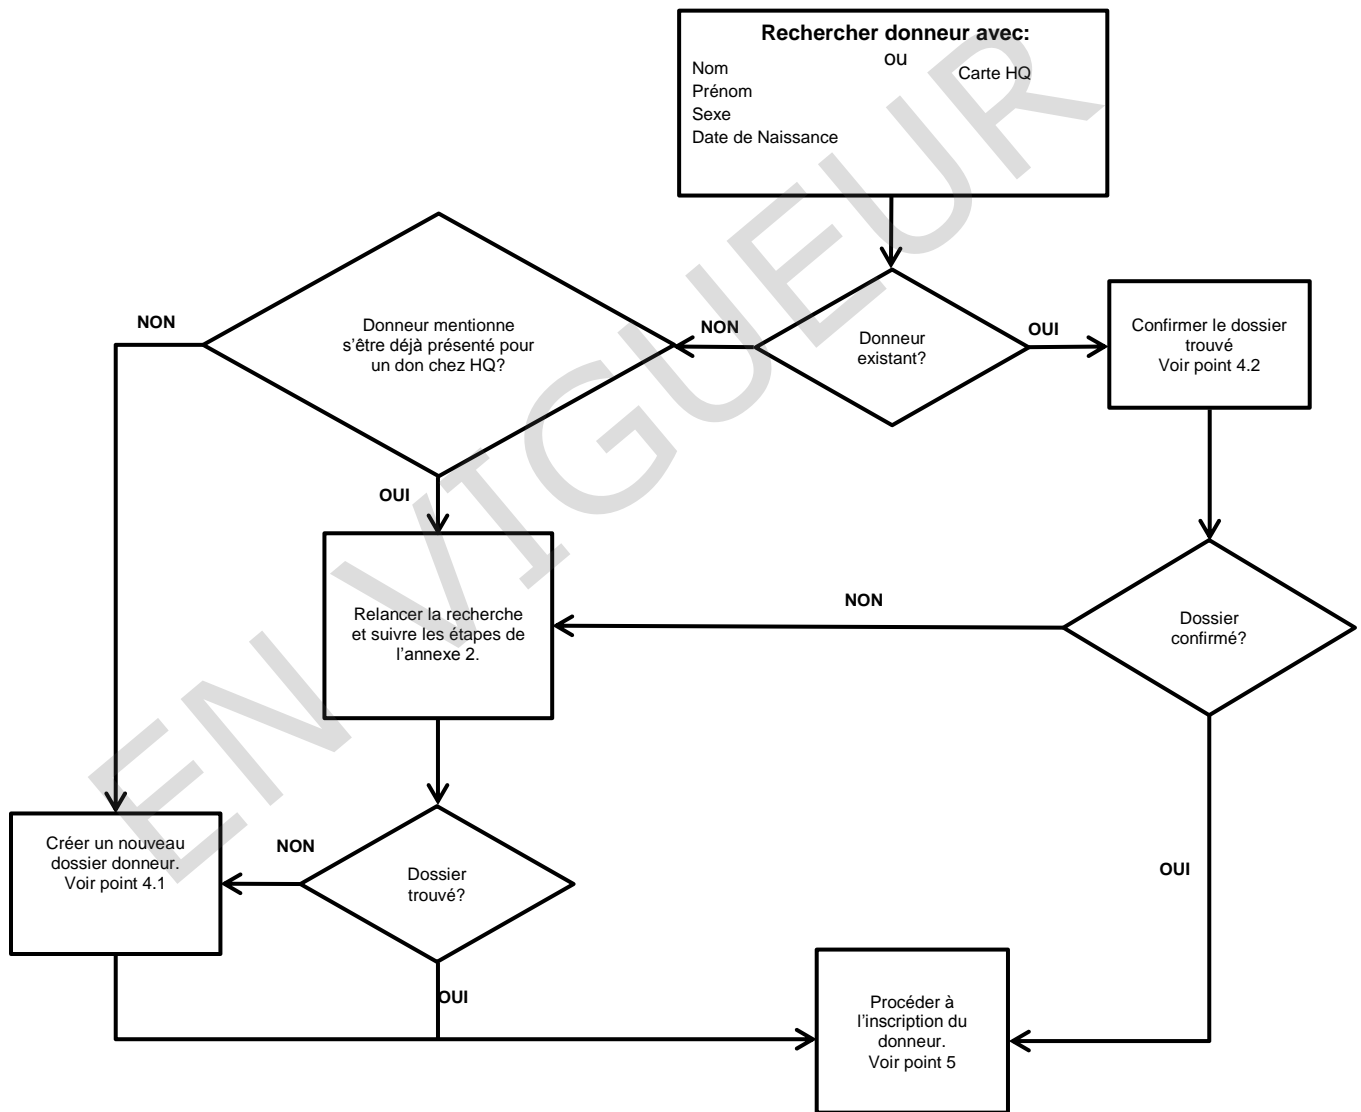 Rechercher donneur avec:
ou
Nom
Carte HQ
Prénom
Sexe
Date de Naissance
NON
Donneur mentionne
s'être déjà présenté pour
un don chez HQ?
NON
Donneur
existant?
OUI
Confirmer le dossier
trouvé
Voir point 4.2
OUI
Relancer la recherche
et suivre les étapes de
l'annexe 2.
NON
Dossier
confirmé?
Créer un nouveau
dossier donneur.
Voir point 4.1
NON
Dossier
trouvé?
OUI
OUI
Procéder à
l'inscription du
donneur.
Voir point 5
EN VIGUEUR